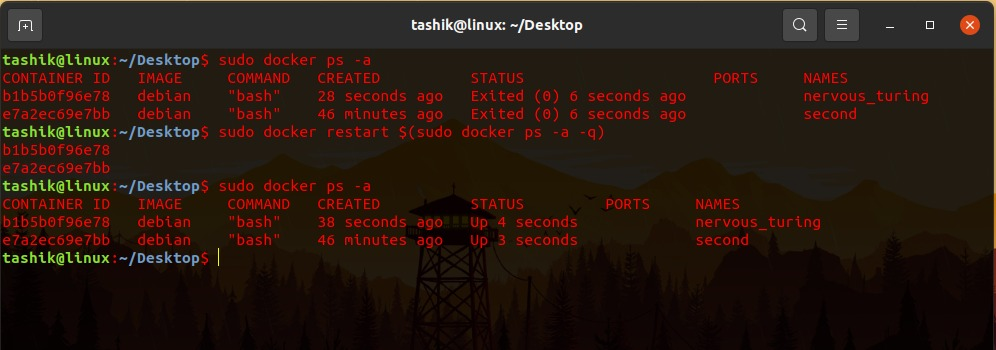 tashik@linux: ~/Desktop
tashik@linux:~/Desktop$ sudo docker ps -a
CONTAINER ID   IMAGE     COMMAND   CREATED          STATUS                     PORTS     NAMES
b1b5b0f96e78   debian    "bash"    28 seconds ago   Exited (0) 6 seconds ago             nervous_turing
e7a2ec69e7bb   debian    "bash"    46 minutes ago   Exited (0) 6 seconds ago             second
tashik@linux:~/Desktop$ sudo docker restart $(sudo docker ps -a -q)
b1b5b0f96e78
e7a2ec69e7bb
tashik@linux:~/Desktop$ sudo docker ps -a
CONTAINER ID   IMAGE     COMMAND   CREATED          STATUS         PORTS     NAMES
b1b5b0f96e78   debian    "bash"    38 seconds ago   Up 4 seconds             nervous_turing
e7a2ec69e7bb   debian    "bash"    46 minutes ago   Up 3 seconds             second
tashik@linux:~/Desktop$